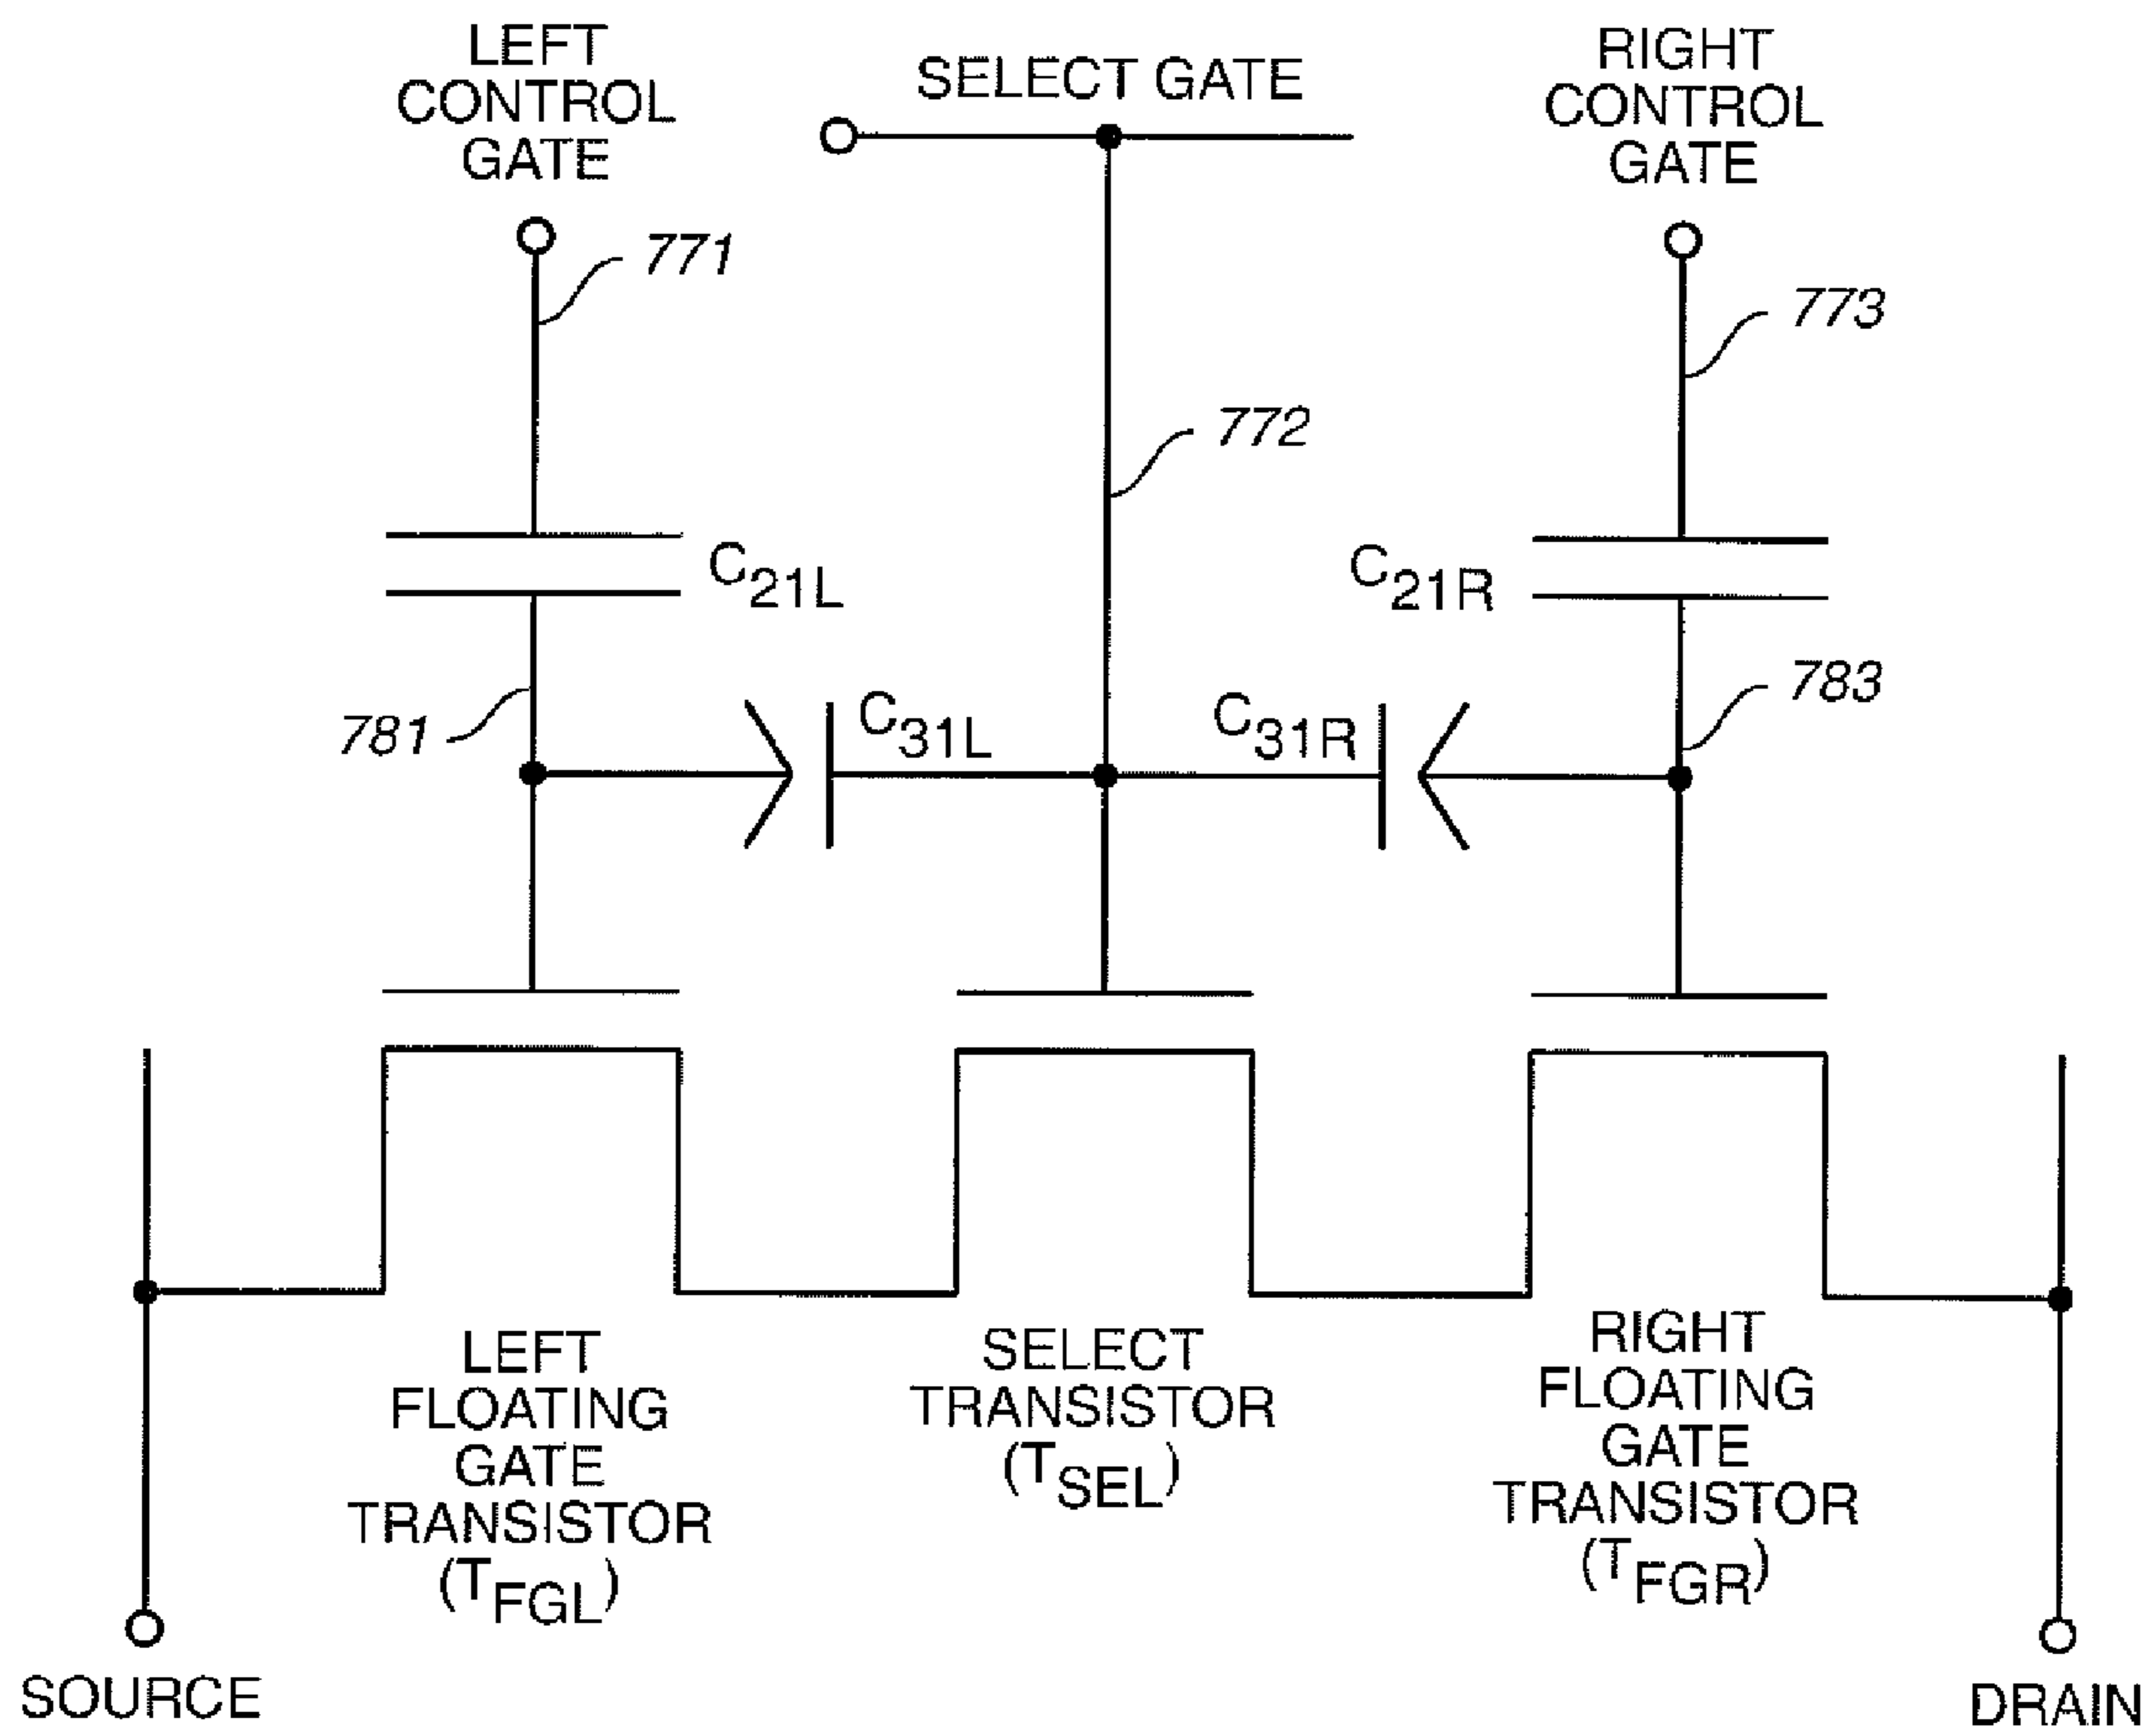 LEFT
CONTROL
GATE
SELECT GATE
RIGHT
CONTROL
GATE
771
773
772
C21L
C21R
781
C31L
C31R
783
LEFT
FLOATING
GATE
TRANSISTOR
(TFGL)
SELECT
TRANSISTOR
(TSEL)
RIGHT
FLOATING
GATE
TRANSISTOR
(TFGR)
SOURCE
DRAIN